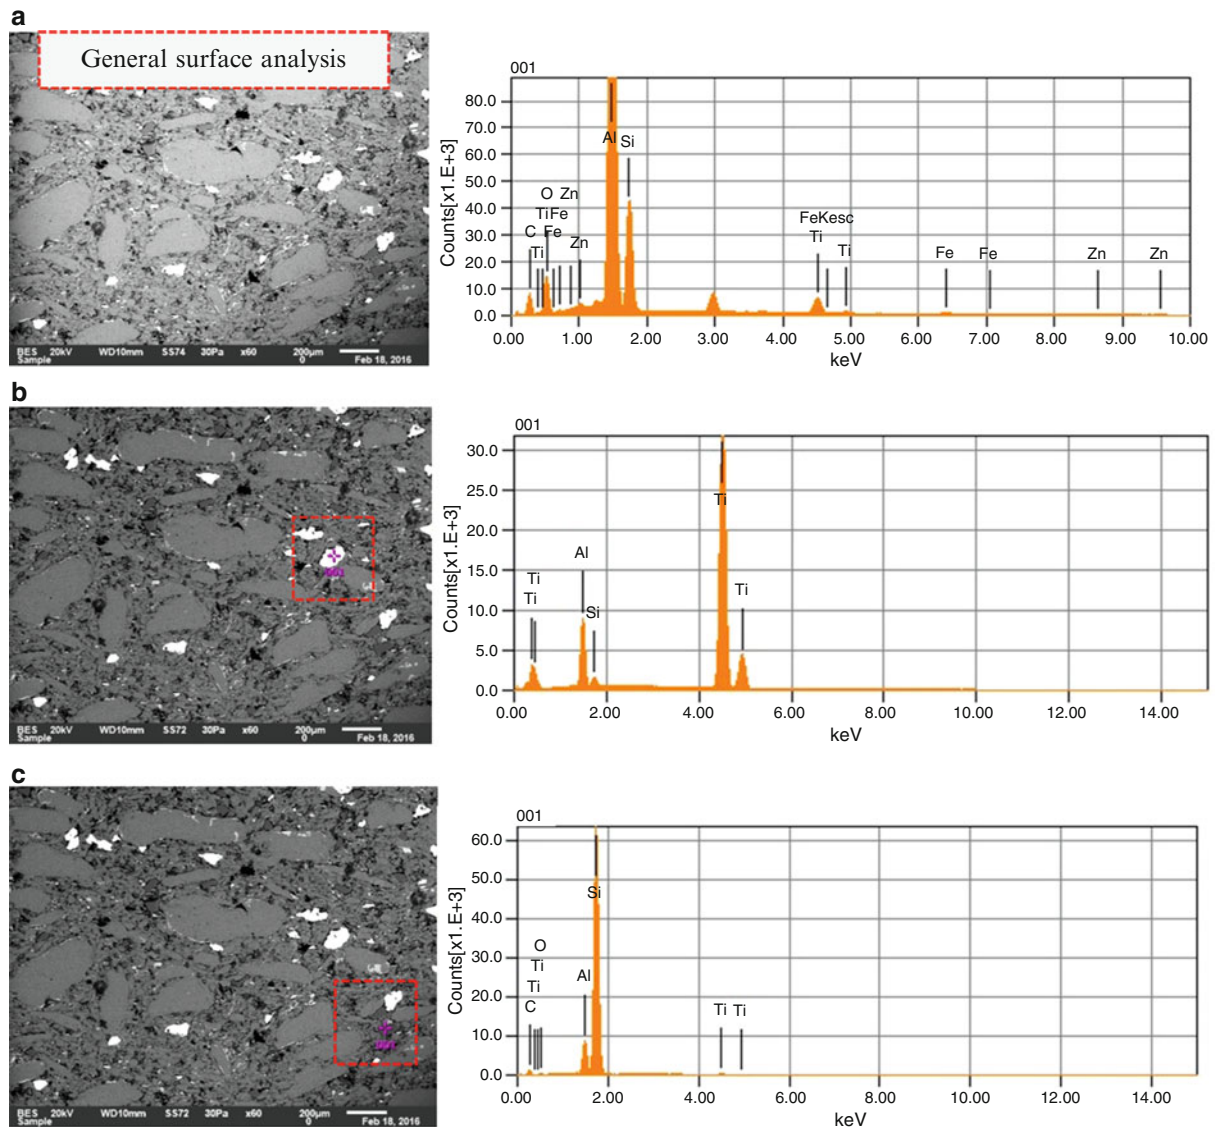 a
General surface analysis
BES 20kV WD10mm SS74 30Pa x60 200µm
Sample 0 Feb 18, 2016
001
Counts[x1.E+3]
80.0
70.0
60.0
50.0
40.0
30.0
20.0
10.0
0.0
Al Si
O Zn
Ti Fe
C Fe
Ti Zn
FeKesc
Ti Ti
Fe Fe Zn Zn
0.00 1.00 2.00 3.00 4.00 5.00 6.00 7.00 8.00 9.00 10.00
keV
b
001
BES 20kV WD10mm SS72 30Pa x60 200µm
Sample 0 Feb 18, 2016
001
Counts[x1.E+3]
30.0
25.0
20.0
15.0
10.0
5.0
0.0
Ti
Al
Ti
Ti
Si
Ti
0.00 2.00 4.00 6.00 8.00 10.00 12.00 14.00
keV
c
001
BES 20kV WD10mm SS72 30Pa x60 200µm
Sample 0 Feb 18, 2016
001
Counts[x1.E+3]
60.0
50.0
40.0
30.0
20.0
10.0
0.0
Si
O
Ti
Ti
C
Al
Ti Ti
0.00 2.00 4.00 6.00 8.00 10.00 12.00 14.00
keV